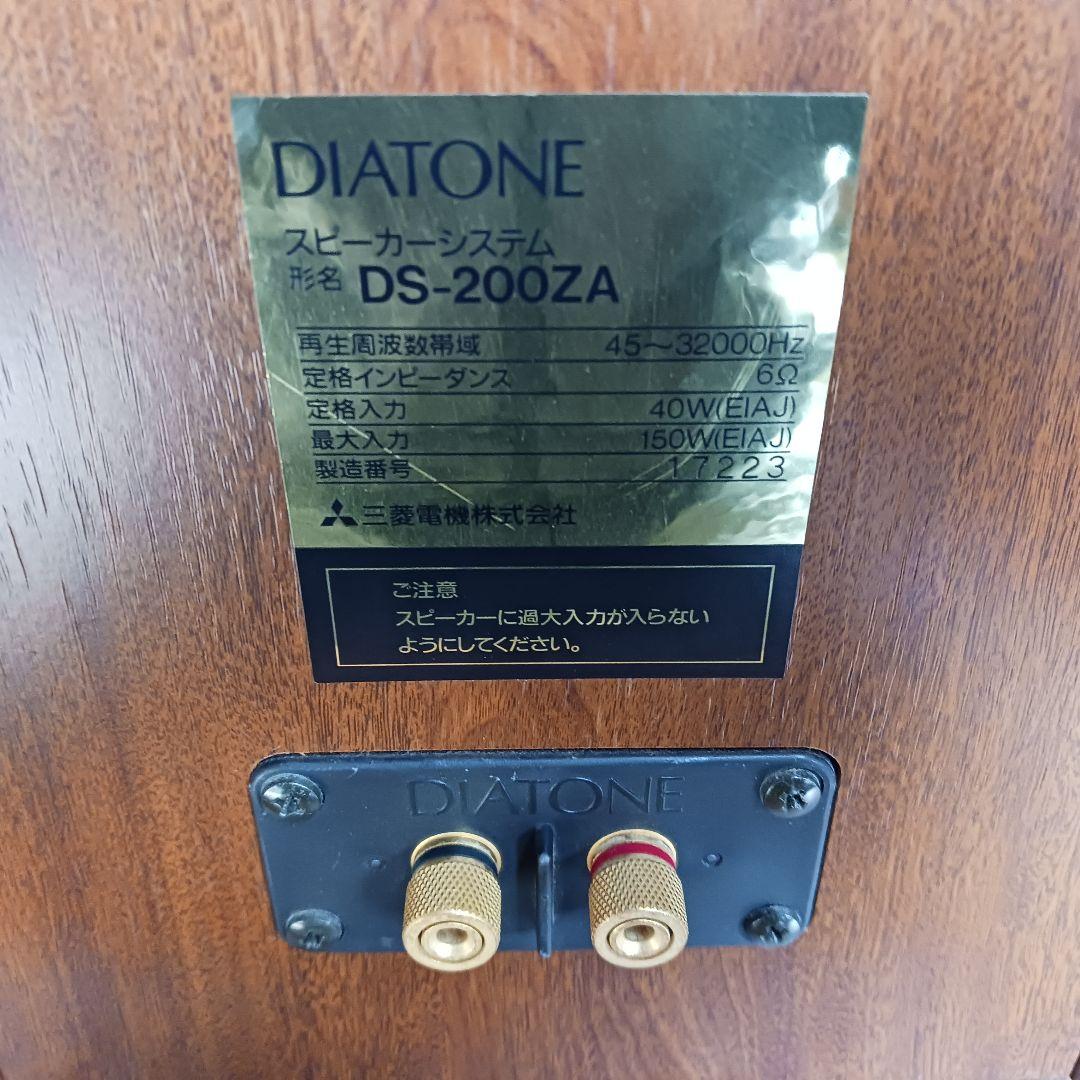 DIATONE
スピーカーシステム
形名 DS-200ZA
再生周波数帯域 45〜32000Hz
定格インピーダンス 6Ω
定格入力 40W(EIAJ)
最大入力 150W(EIAJ)
製造番号 17223
三菱電機株式会社
ご注意
スピーカーに過大入力が入らない
ようにしてください。
DIATONE